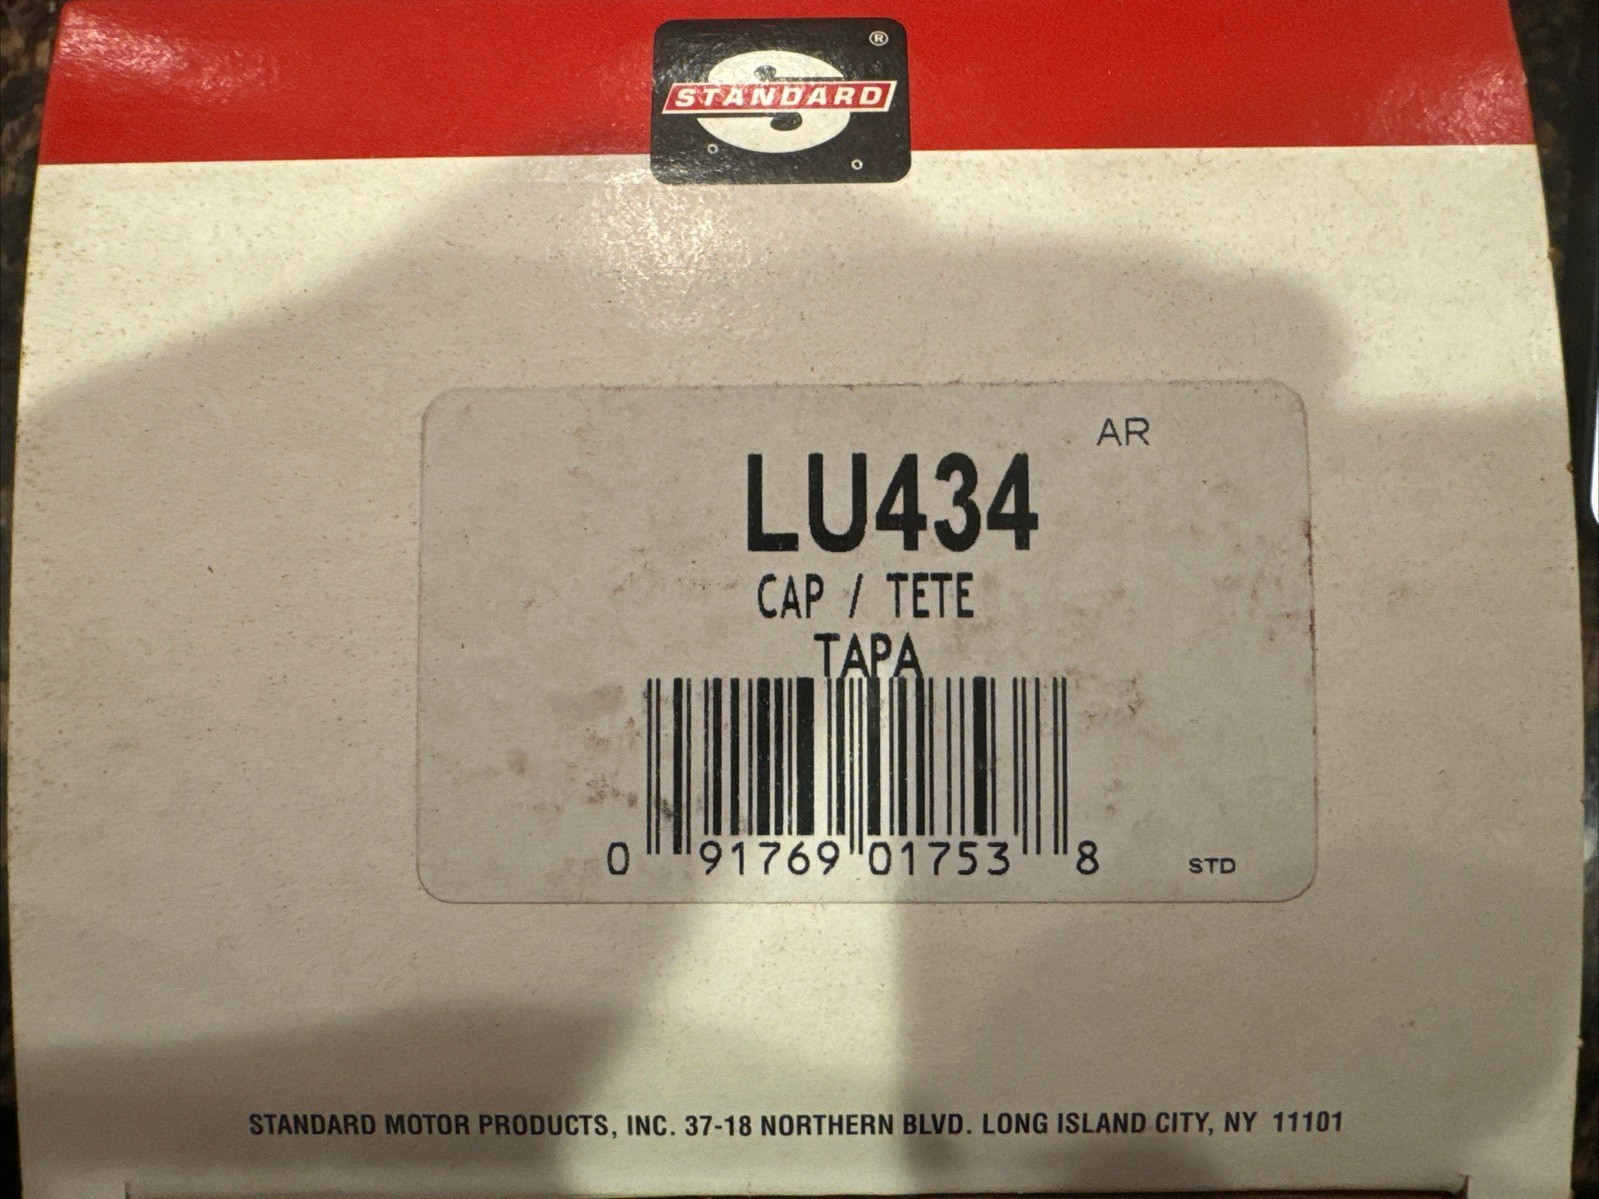 ®
STANDARD
AR
LU434
CAP / TETE
TAPA
0 91769 01753 8
STD
STANDARD MOTOR PRODUCTS, INC. 37-18 NORTHERN BLVD. LONG ISLAND CITY, NY 11101